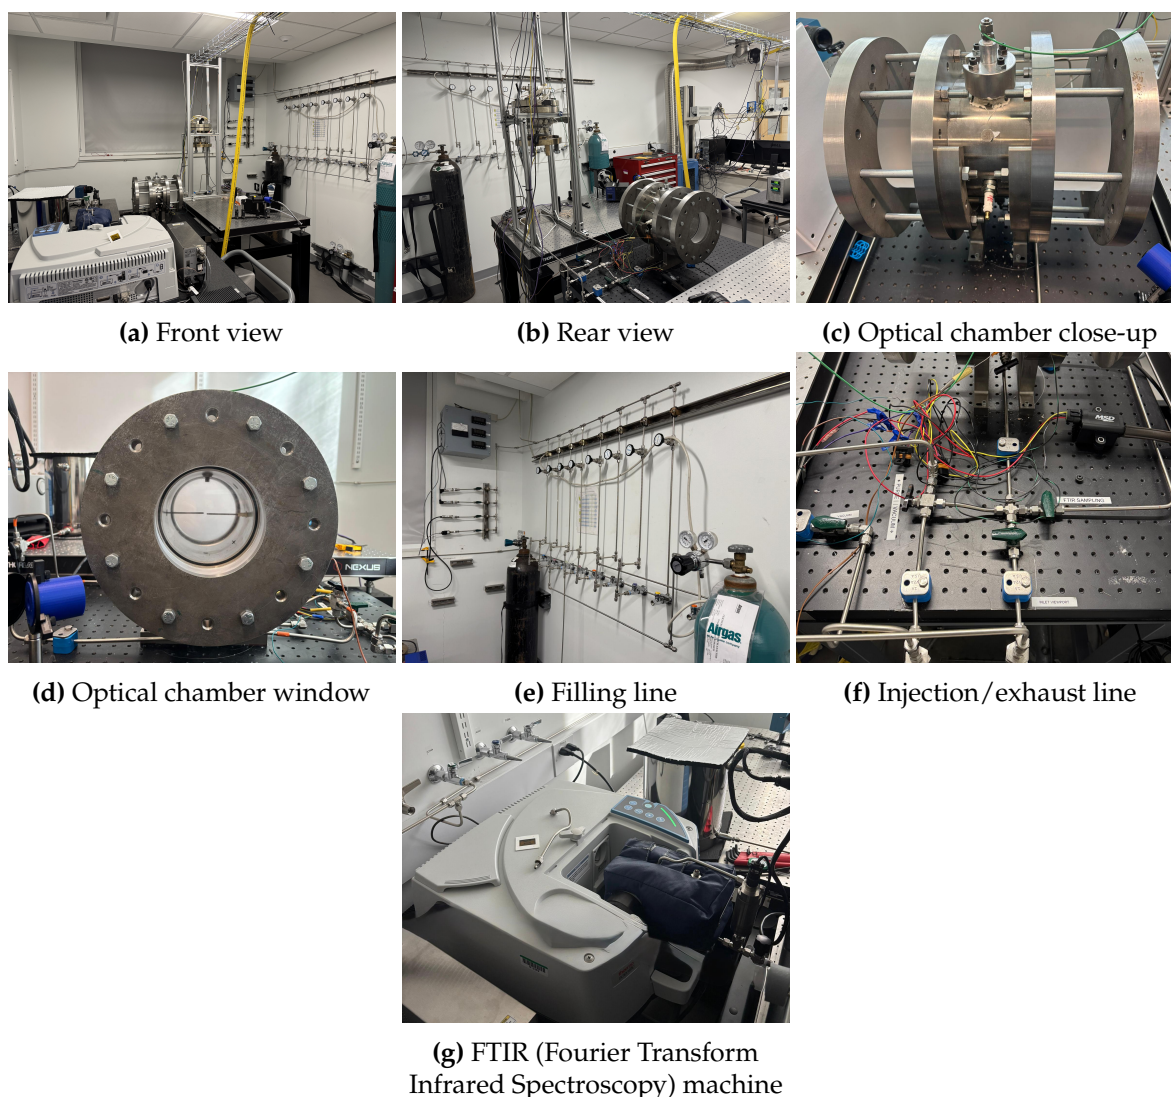 (a) Front view
(b) Rear view
(c) Optical chamber close-up
NEXUS
Airgas
MSD
FTIR SAMPLING
VACUUM
(d) Optical chamber window
(e) Filling line
(f) Injection/exhaust line
(g) FTIR (Fourier Transform
Infrared Spectroscopy) machine